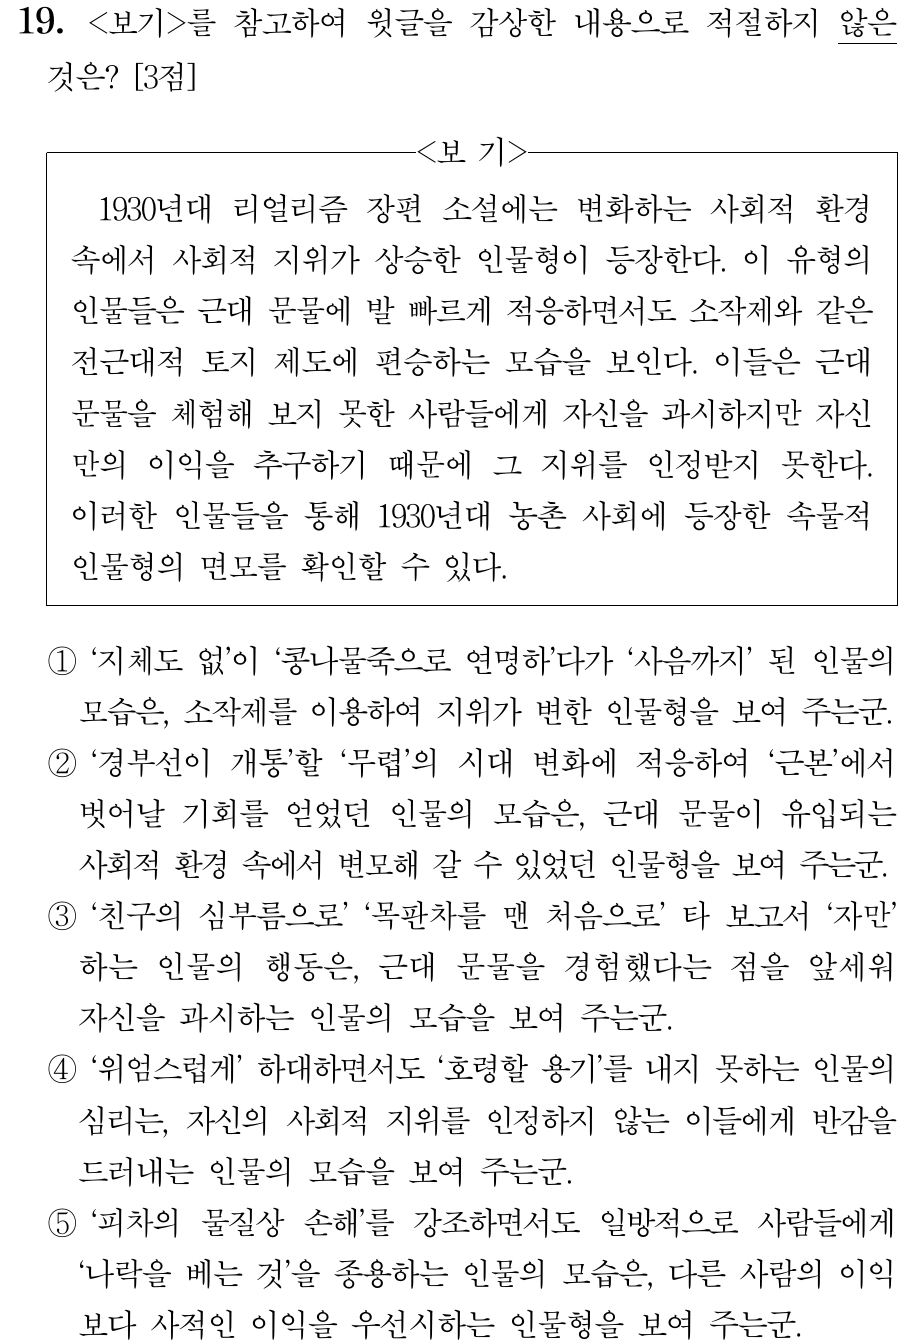 19. <보기>를 참고하여 윗글을 감상한 내용으로 적절하지 않은
것은? [3점]
<보 기>
1930년대 리얼리즘 장편 소설에는 변화하는 사회적 환경
속에서 사회적 지위가 상승한 인물형이 등장한다. 이 유형의
인물들은 근대 문물에 발 빠르게 적응하면서도 소작제와 같은
전근대적 토지 제도에 편승하는 모습을 보인다. 이들은 근대
문물을 체험해 보지 못한 사람들에게 자신을 과시하지만 자신
만의 이익을 추구하기 때문에 그 지위를 인정받지 못한다.
이러한 인물들을 통해 1930년대 농촌 사회에 등장한 속물적
인물형의 면모를 확인할 수 있다.
① ‘지체도 없’이 ‘콩나물죽으로 연명하’다가 ‘사음까지’ 된 인물의
모습은, 소작제를 이용하여 지위가 변한 인물형을 보여 주는군.
② ‘경부선이 개통’할 ‘무렵’의 시대 변화에 적응하여 ‘근본’에서
벗어날 기회를 얻었던 인물의 모습은, 근대 문물이 유입되는
사회적 환경 속에서 변모해 갈 수 있었던 인물형을 보여 주는군.
③ ‘친구의 심부름으로’ ‘목판차를 맨 처음으로’ 타 보고서 ‘자만’
하는 인물의 행동은, 근대 문물을 경험했다는 점을 앞세워
자신을 과시하는 인물의 모습을 보여 주는군.
④ ‘위엄스럽게’ 하대하면서도 ‘호령할 용기’를 내지 못하는 인물의
심리는, 자신의 사회적 지위를 인정하지 않는 이들에게 반감을
드러내는 인물의 모습을 보여 주는군.
⑤ ‘피차의 물질상 손해’를 강조하면서도 일방적으로 사람들에게
‘나락을 베는 것’을 종용하는 인물의 모습은, 다른 사람의 이익
보다 사적인 이익을 우선시하는 인물형을 보여 주는군.